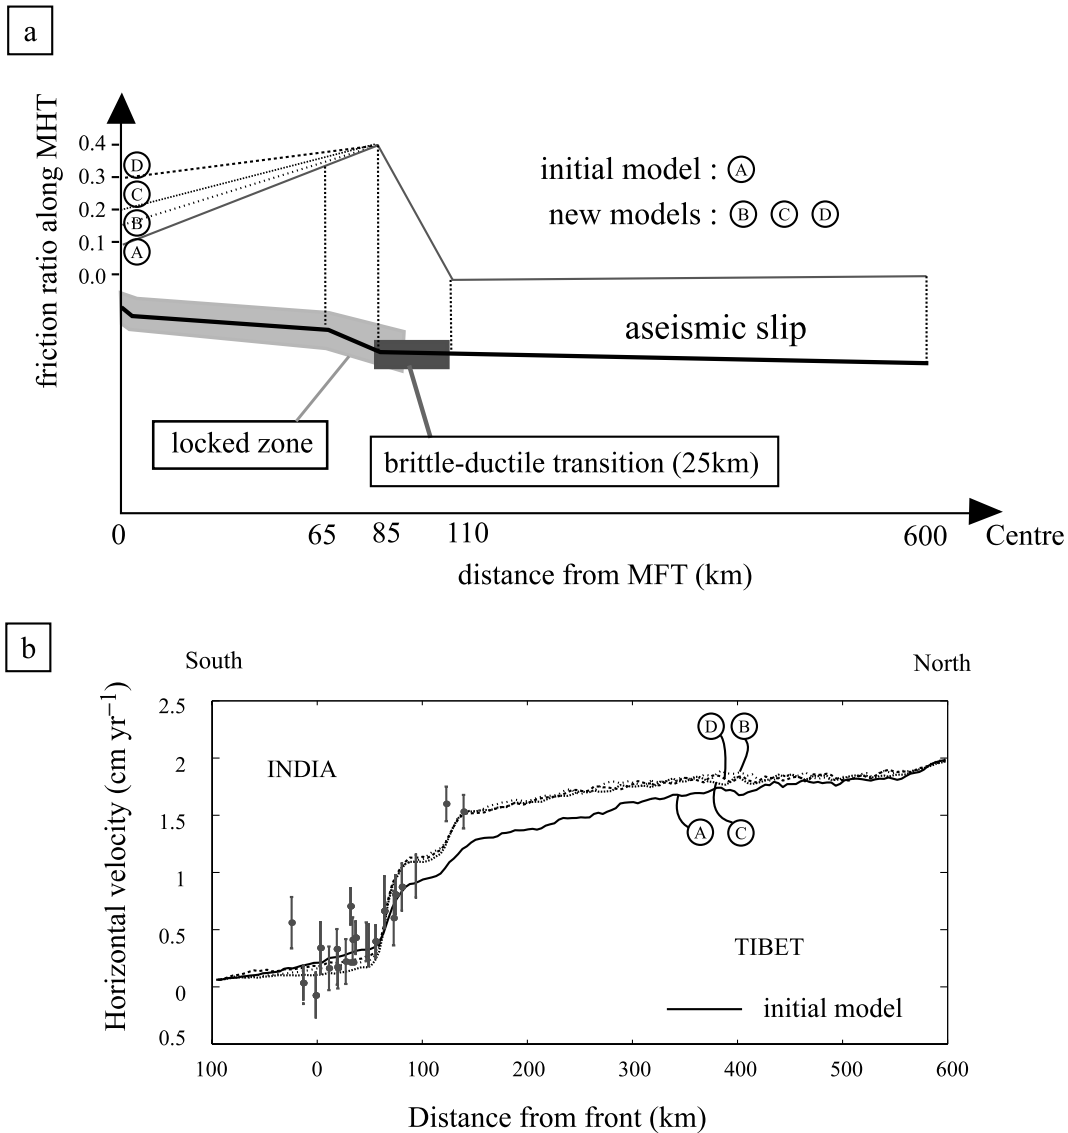 a
friction ratio along MHT
0.4
0.3
0.2
0.1
0.0
D
C
B
A
initial model : A
new models : B C D
aseismic slip
locked zone
brittle-ductile transition (25km)
0 65 85 110 600 Centre
distance from MFT (km)
b
South North
Horizontal velocity (cm yr⁻¹)
2.5
2
1.5
1
0.5
0
0.5
INDIA
D B
A C
TIBET
initial model
100 0 100 200 300 400 500 600
Distance from front (km)